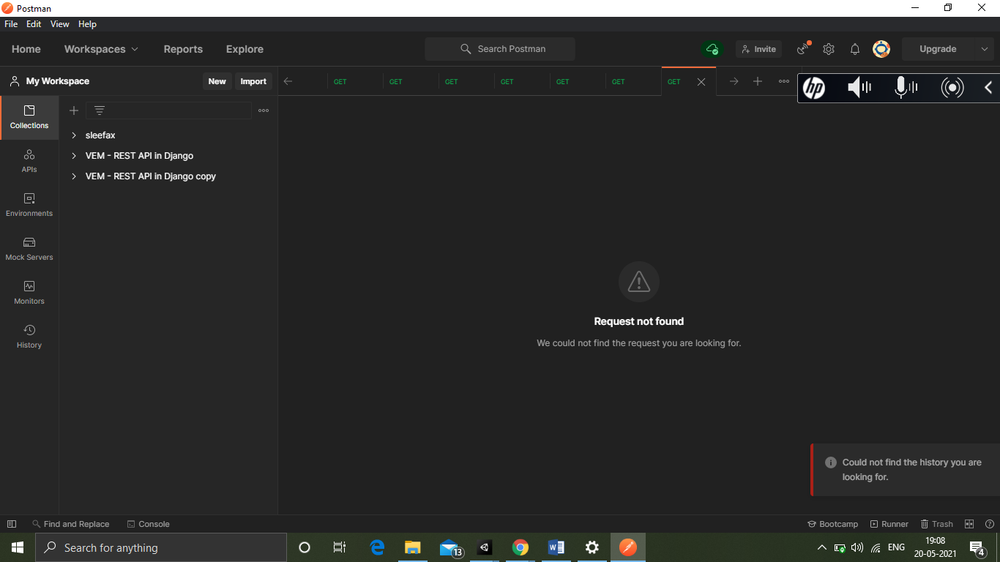 Postman
File Edit View Help
Home Workspaces Reports Explore Search Postman Invite Upgrade
My Workspace New Import GET GET GET GET GET GET GET hp
Collections
sleefax
VEM - REST API in Django
APIs
VEM - REST API in Django copy
Environments
Mock Servers
Monitors
History
Request not found
We could not find the request you are looking for.
Could not find the history you are
looking for.
Find and Replace Console Bootcamp Runner Trash
Search for anything 13 ENG 19:08
20-05-2021 4